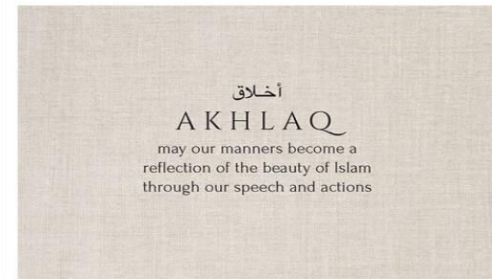 أخلاق
AKHLAQ
may our manners become a
reflection of the beauty of Islam
through our speech and actions